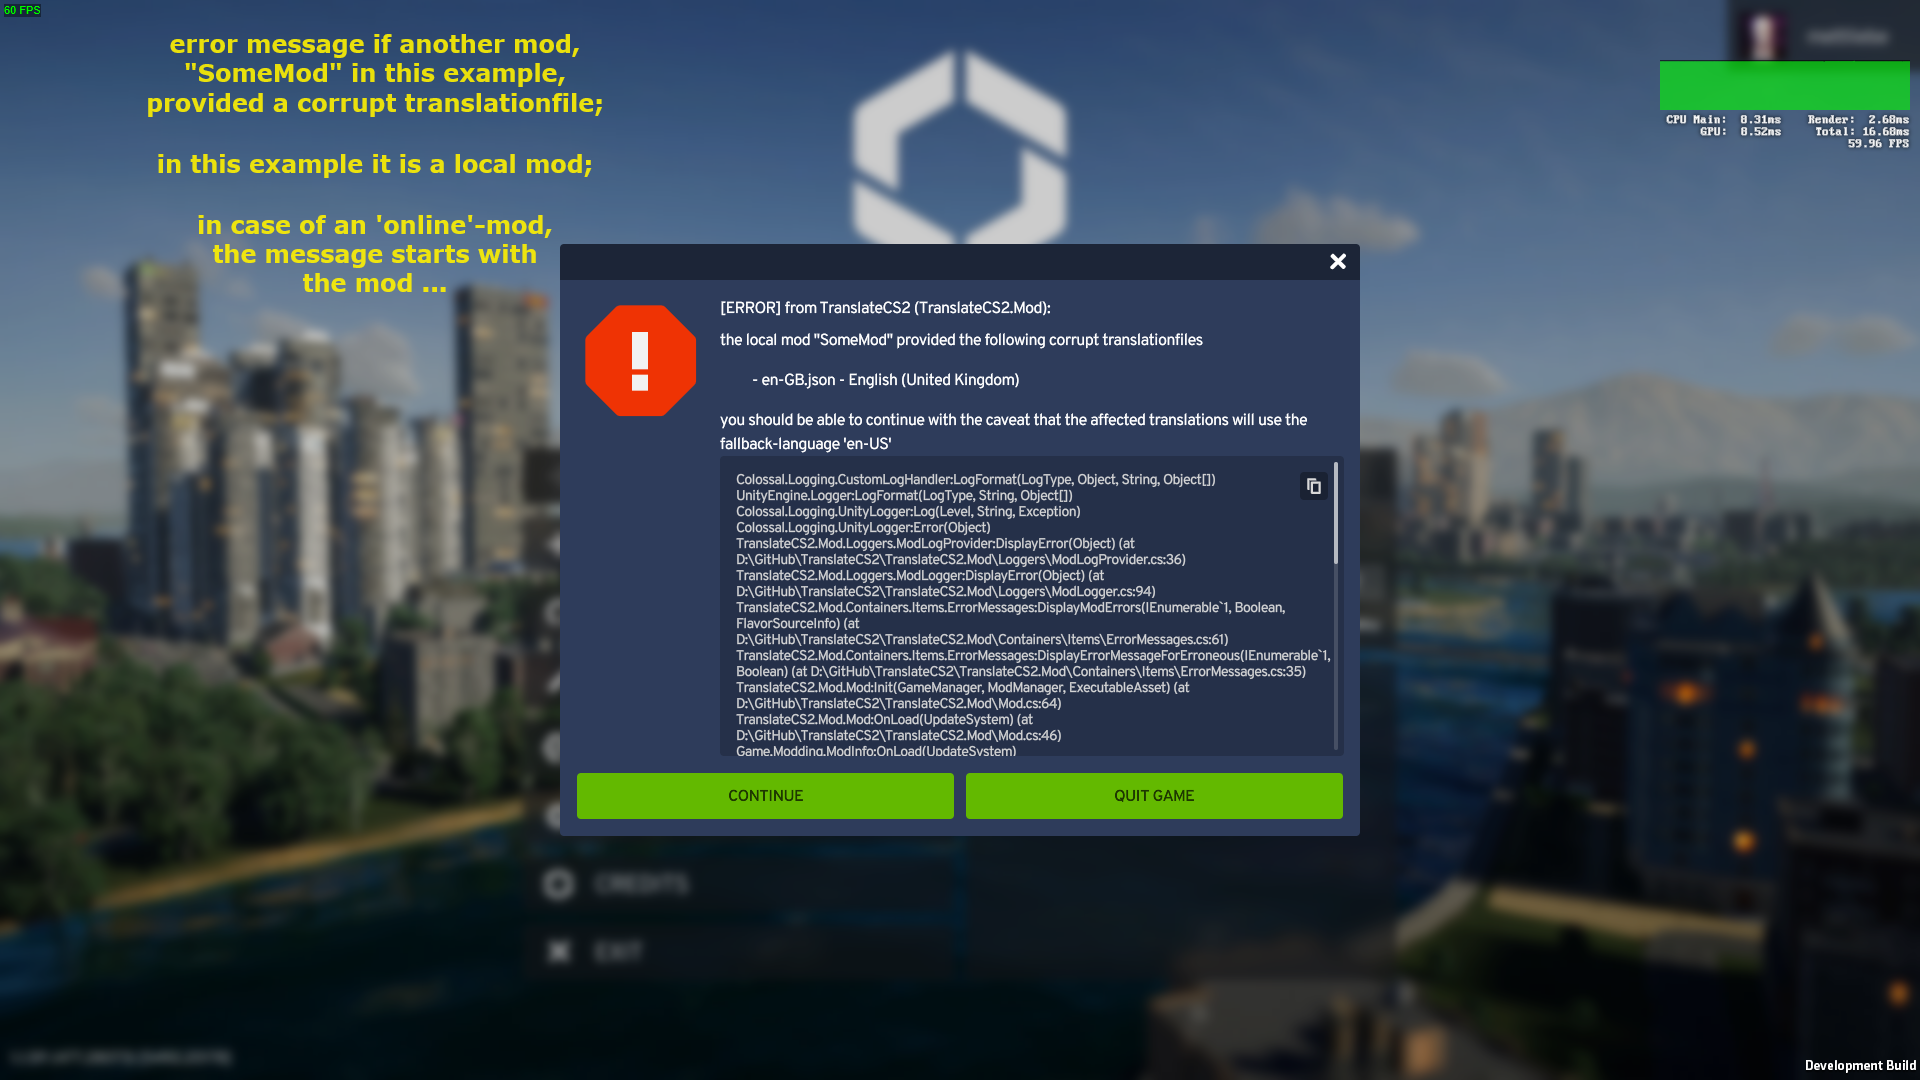 60 FPS
error message if another mod,
"SomeMod" in this example,
provided a corrupt translationfile;
in this example it is a local mod;
in case of an 'online'-mod,
the message starts with
the mod ...
CPU Main: 8.31ms Render: 2.68ms
GPU: 8.52ms Total: 16.68ms
59.96 FPS
[ERROR] from TranslateCS2 (TranslateCS2.Mod):
the local mod "SomeMod" provided the following corrupt translationfiles
- en-GB.json - English (United Kingdom)
you should be able to continue with the caveat that the affected translations will use the
fallback-language 'en-US'
Colossal.Logging.CustomLogHandler:LogFormat(LogType, Object, String, Object[])
UnityEngine.Logger:LogFormat(LogType, String, Object[])
Colossal.Logging.UnityLogger:Log(Level, String, Exception)
Colossal.Logging.UnityLogger:Error(Object)
TranslateCS2.Mod.Loggers.ModLogProvider:DisplayError(Object) (at
D:\GitHub\TranslateCS2\TranslateCS2.Mod\Loggers\ModLogProvider.cs:36)
TranslateCS2.Mod.Loggers.ModLogger:DisplayError(Object) (at
D:\GitHub\TranslateCS2\TranslateCS2.Mod\Loggers\ModLogger.cs:94)
TranslateCS2.Mod.Containers.Items.ErrorMessages:DisplayModErrors(IEnumerable`1, Boolean,
FlavorSourceInfo) (at
D:\GitHub\TranslateCS2\TranslateCS2.Mod\Containers\Items\ErrorMessages.cs:61)
TranslateCS2.Mod.Containers.Items.ErrorMessages:DisplayErrorMessageForErroneous(IEnumerable`1,
Boolean) (at D:\GitHub\TranslateCS2\TranslateCS2.Mod\Containers\Items\ErrorMessages.cs:35)
TranslateCS2.Mod.Mod:Init(GameManager, ModManager, ExecutableAsset) (at
D:\GitHub\TranslateCS2\TranslateCS2.Mod\Mod.cs:64)
TranslateCS2.Mod.Mod:OnLoad(UpdateSystem) (at
D:\GitHub\TranslateCS2\TranslateCS2.Mod\Mod.cs:46)
Game.Modding.ModInfo:OnLoad(UpdateSystem)
CONTINUE
QUIT GAME
CREDITS
EXIT
Development Build